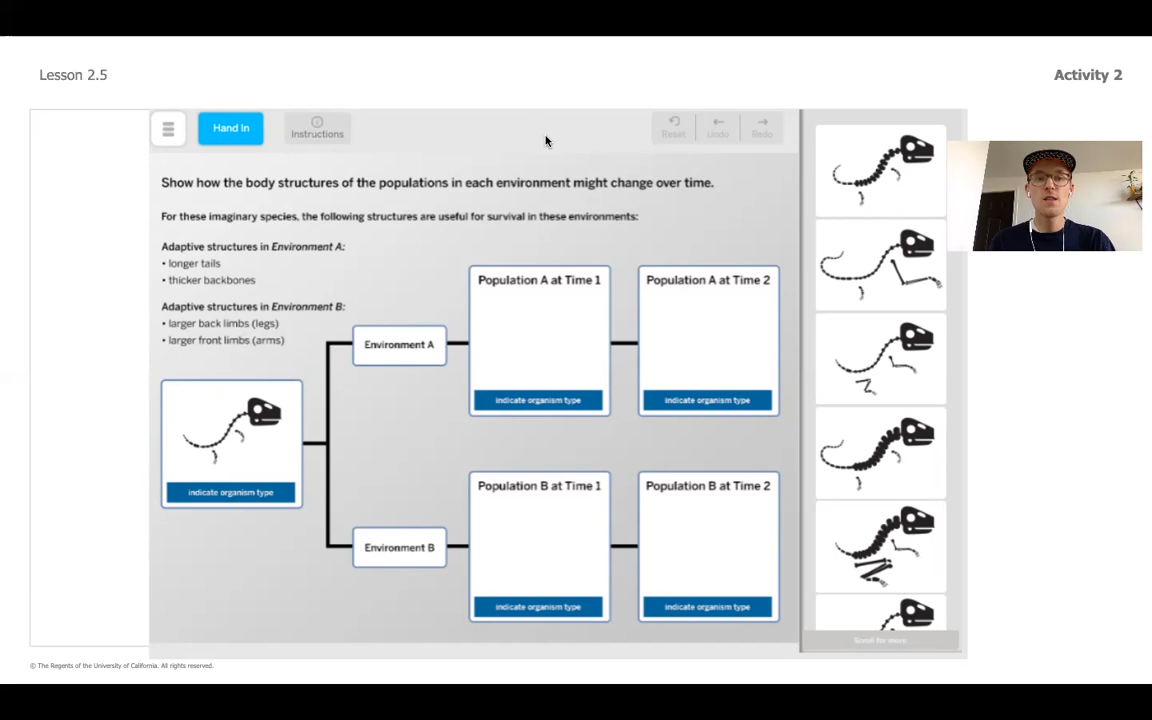 Lesson 2.5
Activity 2
Hand In
Instructions
Reset
Undo
Redo
Show how the body structures of the populations in each environment might change over time.
For these imaginary species, the following structures are useful for survival in these environments:
Adaptive structures in Environment A:
• longer tails
• thicker backbones
Adaptive structures in Environment B:
• larger back limbs (legs)
• larger front limbs (arms)
Population A at Time 1
Population A at Time 2
Environment A
indicate organism type
indicate organism type
indicate organism type
Population B at Time 1
Population B at Time 2
Environment B
indicate organism type
indicate organism type
Scroll for more
© The Regents of the University of California. All rights reserved.